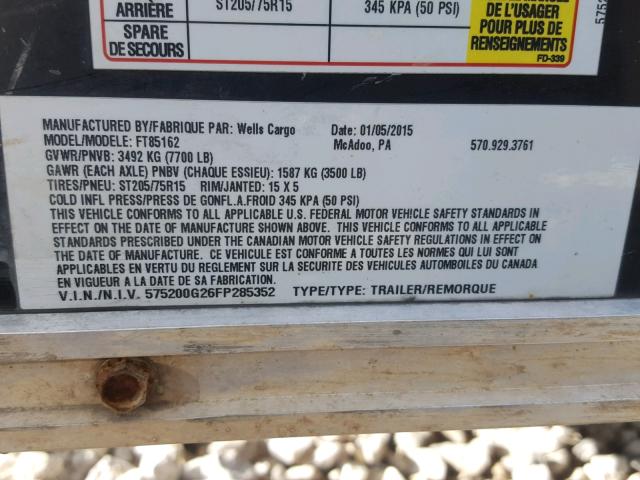 ARRIÈRE ST205/75R15 345 KPA (50 PSI)
SPARE
DE SECOURS
DE L'USAGER
POUR PLUS DE
RENSEIGNEMENTS
FD-339
MANUFACTURED BY/FABRIQUE PAR: Wells Cargo Date: 01/05/2015
MODEL/MODELE: FT85162 McAdoo, PA 570.929.3761
GVWR/PNVB: 3492 KG (7700 LB)
GAWR (EACH AXLE) PNBV (CHAQUE ESSIEU): 1587 KG (3500 LB)
TIRES/PNEU: ST205/75R15 RIM/JANTED: 15 X 5
COLD INFL PRESS/PRESS DE GONFL.A.FROID 345 KPA (50 PSI)
THIS VEHICLE CONFORMS TO ALL APPLICABLE U.S. FEDERAL MOTOR VEHICLE SAFETY STANDARDS IN
EFFECT ON THE DATE OF MANUFACTURE SHOWN ABOVE. THIS VEHICLE CONFORMS TO ALL APPLICABLE
STANDARDS PRESCRIBED UNDER THE CANADIAN MOTOR VEHICLE SAFETY REGULATIONS IN EFFECT ON
THE DATE OF MANUFACTURE. CE VEHICULE EST CONFORME A TOUTES LES NORMES QUI LUI SONT
APPLICABLES EN VERTU DU REGLEMENT SUR LA SECURITE DES VEHICULES AUTOMBOILES DU CANADA
EN VIGUEUR A LA DATE DE SA FABRICATION.
V.I.N./N.I.V. 575200G26FP285352 TYPE/TYPE: TRAILER/REMORQUE